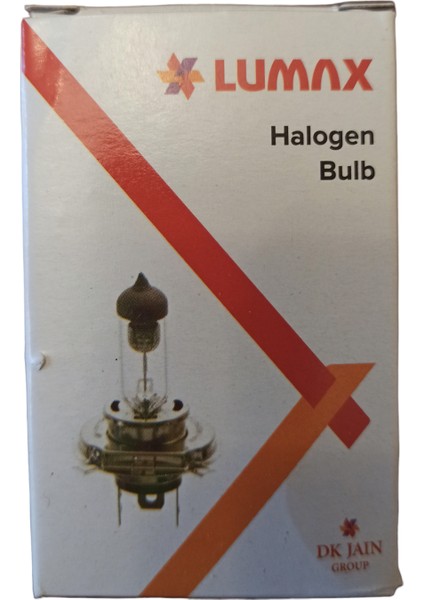 LUMAX
Halogen
Bulb
DK JAIN
GROUP